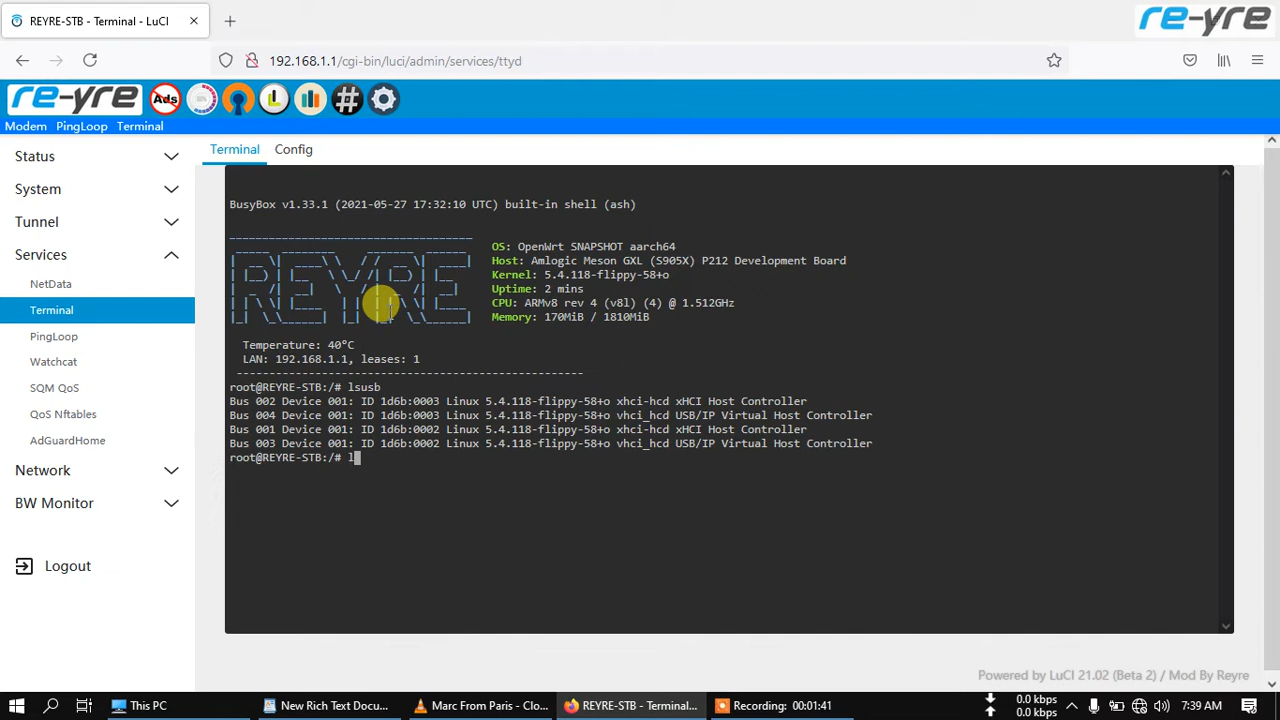 REYRE-STB - Terminal - LuCI
re-yre
192.168.1.1/cgi-bin/luci/admin/services/ttyd
re-yre
Ads
Modem PingLoop Terminal
Status
System
Tunnel
Services
NetData
Terminal
PingLoop
Watchcat
SQM QoS
QoS Nftables
AdGuardHome
Network
BW Monitor
Logout
Terminal Config
BusyBox v1.33.1 (2021-05-27 17:32:10 UTC) built-in shell (ash)
REYRE
OS: OpenWrt SNAPSHOT aarch64
Host: Amlogic Meson GXL (S905X) P212 Development Board
Kernel: 5.4.118-flippy-58+o
Uptime: 2 mins
CPU: ARMv8 rev 4 (v8l) (4) @ 1.512GHz
Memory: 170MiB / 1810MiB
Temperature: 40°C
LAN: 192.168.1.1, leases: 1
root@REYRE-STB:/# lsusb
Bus 002 Device 001: ID 1d6b:0003 Linux 5.4.118-flippy-58+o xhci-hcd xHCI Host Controller
Bus 004 Device 001: ID 1d6b:0003 Linux 5.4.118-flippy-58+o vhci_hcd USB/IP Virtual Host Controller
Bus 001 Device 001: ID 1d6b:0002 Linux 5.4.118-flippy-58+o xhci-hcd xHCI Host Controller
Bus 003 Device 001: ID 1d6b:0002 Linux 5.4.118-flippy-58+o vhci_hcd USB/IP Virtual Host Controller
root@REYRE-STB:/# l
Powered by LuCI 21.02 (Beta 2) / Mod By Reyre
This PC
New Rich Text Docu...
Marc From Paris - Clo...
REYRE-STB - Termina...
Recording: 00:01:41
0.0 kbps
0.0 kbps
7:39 AM